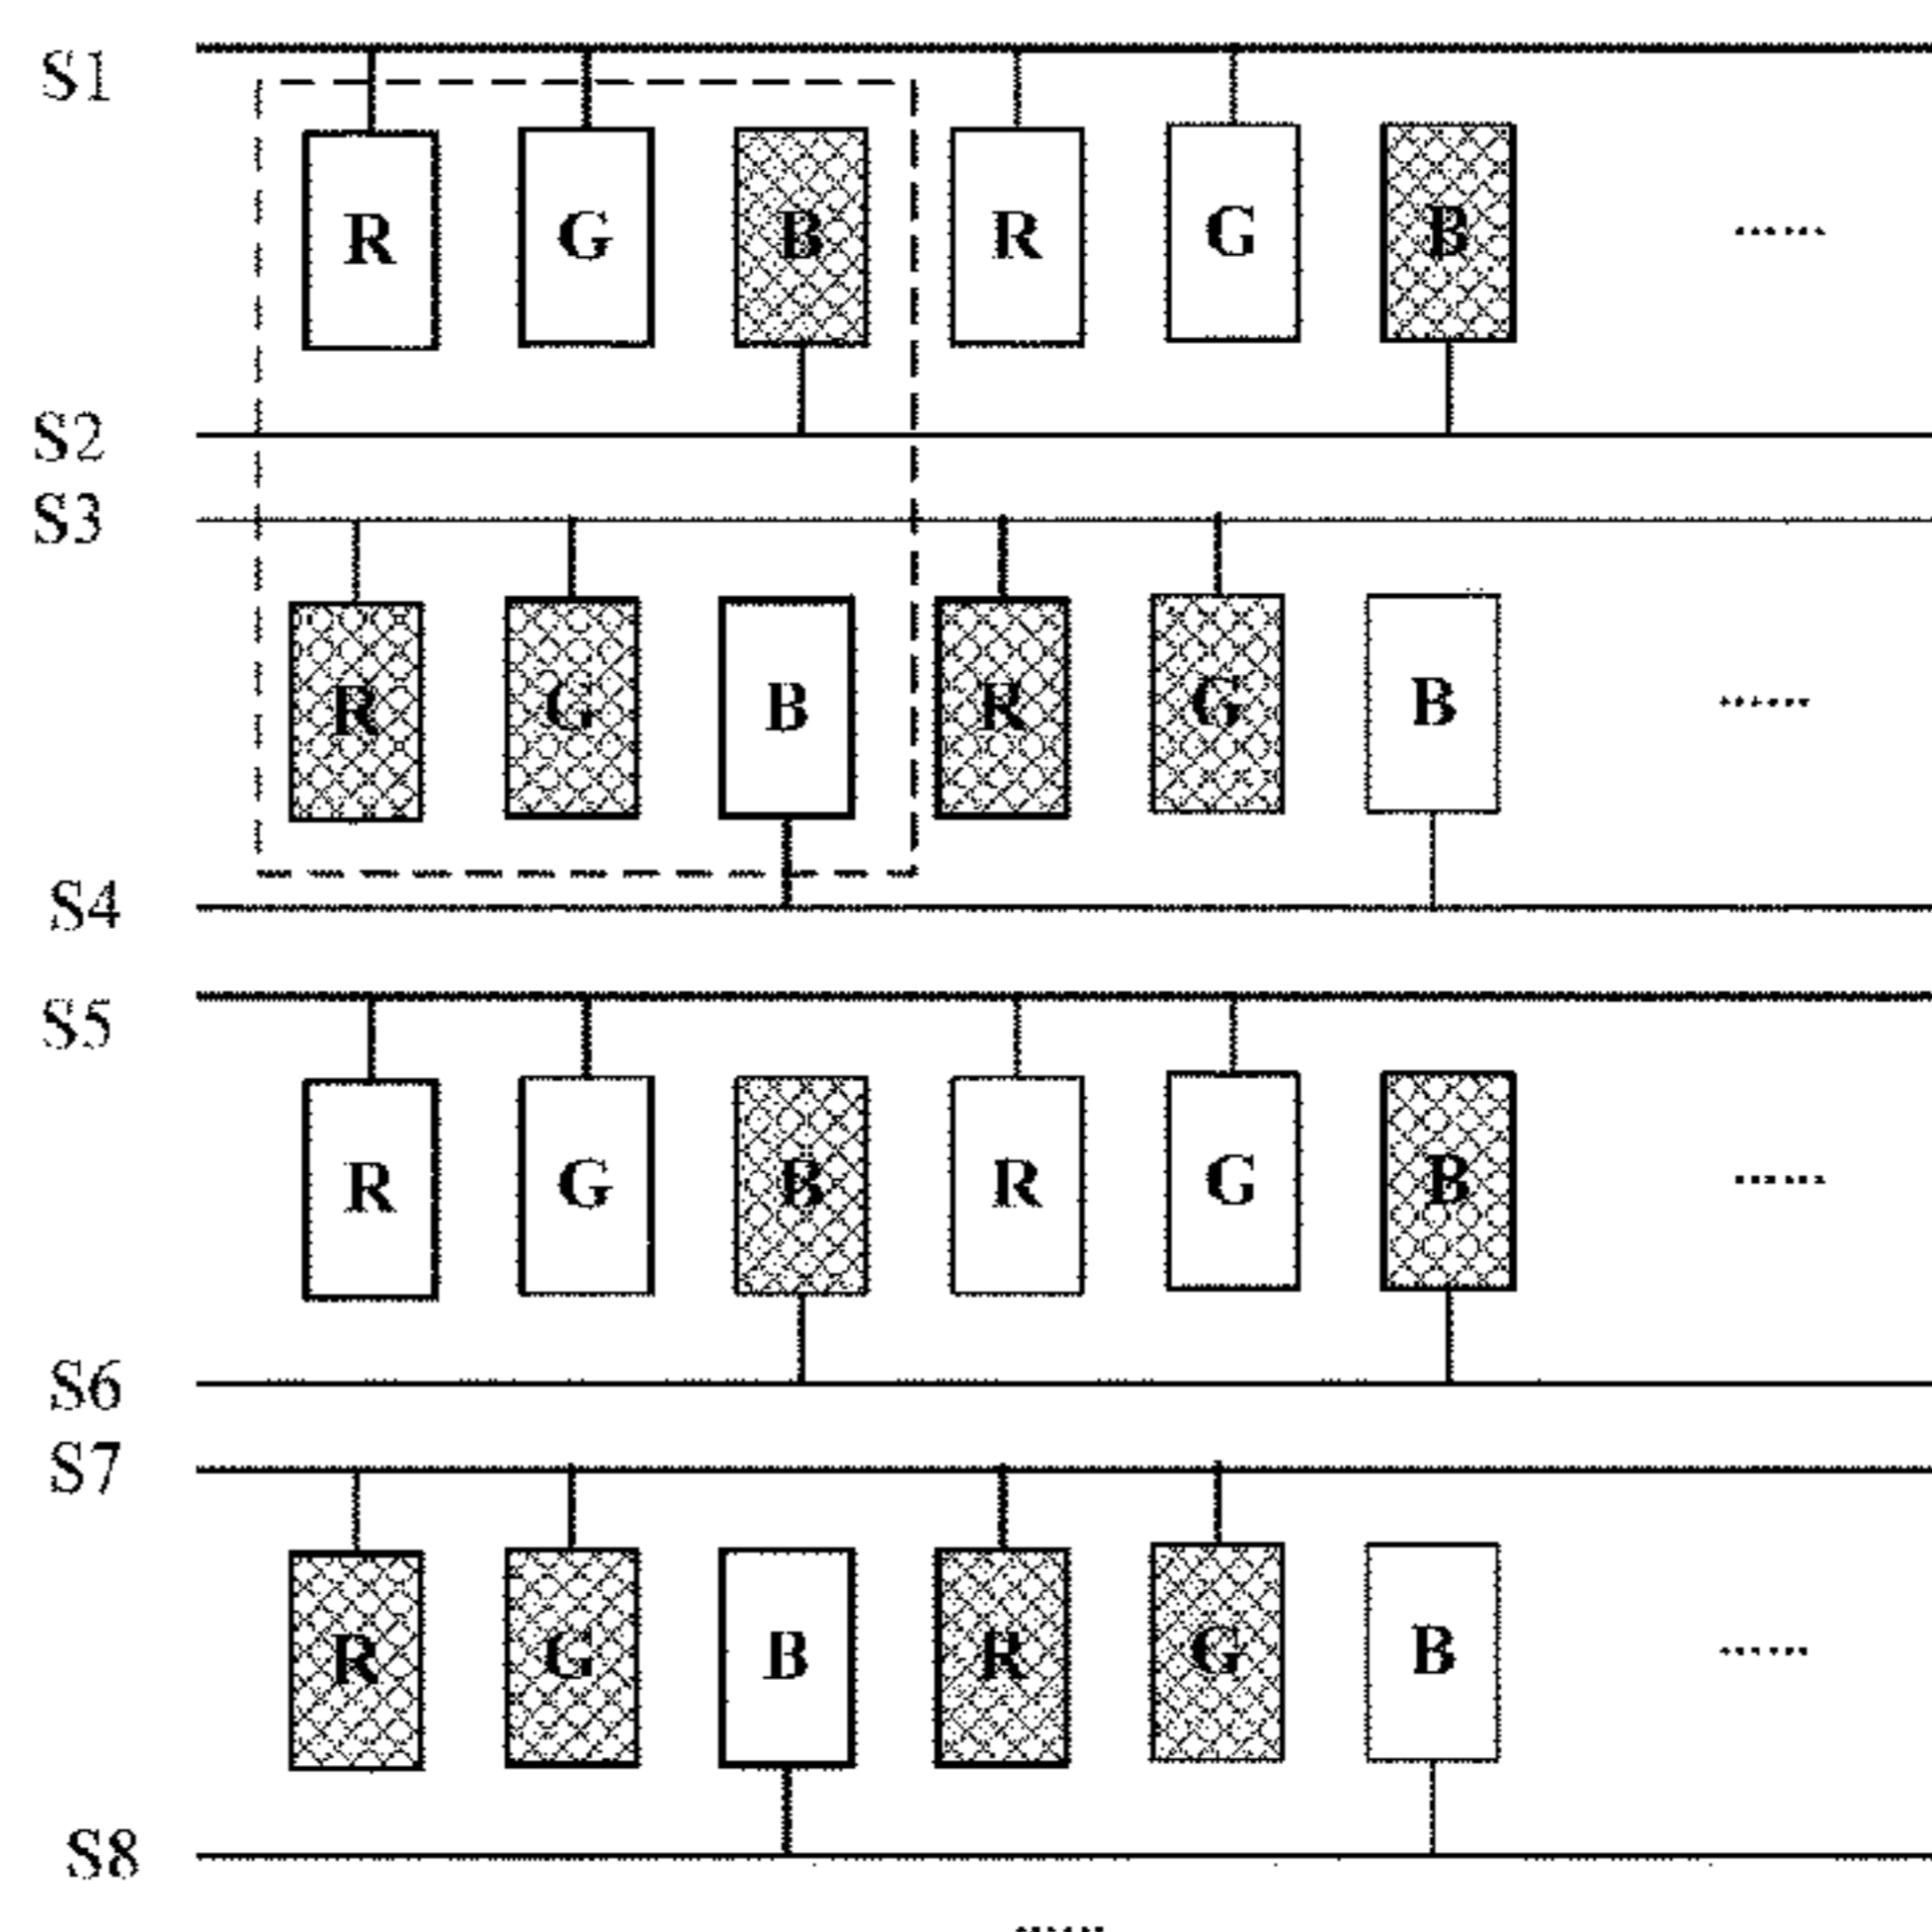 S1
R G B R G B ......
S2
S3
R G B R G B ......
S4
S5
R G B R G B ......
S6
S7
R G B R G B ......
S8
......